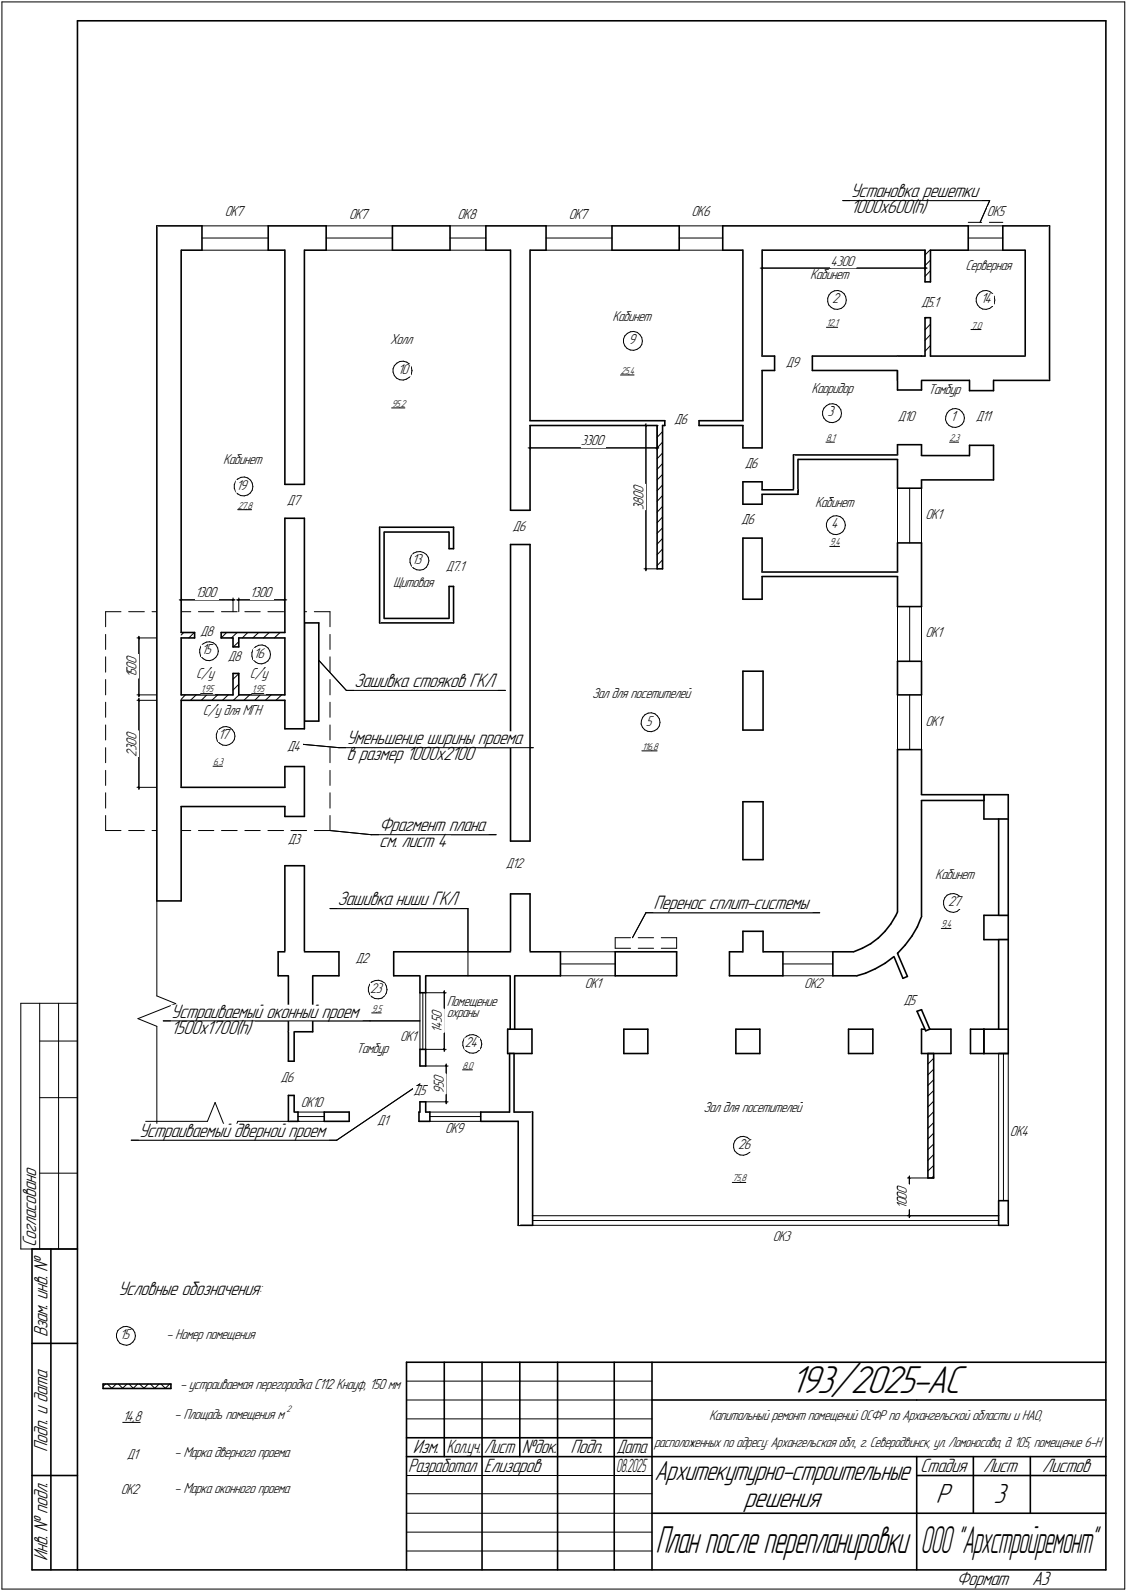 Установка решетки
1000х600(h)
ОК7
ОК7
ОК8
ОК7
ОК6
ОК5
4300
Кабинет
2
12.1
Серверная
14
7.0
Д5.1
Холл
10
95.2
Кабинет
9
25.4
Д9
Кооридор
3
8.1
Д10
Тамбур
1
2.3
Д11
Д6
3300
3800
Д6
Д6
Кабинет
19
27.8
Д7
Д6
Кабинет
4
9.4
ОК1
13
Щитовая
Д7.1
1300
1300
ОК1
Д8
15
С/у
1.95
Д8
16
С/у
1.95
1500
Зашивка стояков ГКЛ
Зал для посетителей
5
116.8
ОК1
С/у для МГН
17
6.3
2300
Д4
Уменьшение ширины проема
в размер 1000х2100
Фрагмент плана
см. лист 4
Д3
Д12
Кабинет
27
9.4
Зашивка ниши ГКЛ
Перенос сплит-системы
Д2
23
9.5
ОК1
ОК2
Д5
Устраиваемый оконный проем
1500х1700(h)
Помещение
охраны
24
8.0
1450
ОК1
Тамбур
Д6
950
Д5
ОК10
Д1
ОК9
Устраиваемый дверной проем
Зал для посетителей
26
75.8
ОК4
1000
ОК3
Согласовано
Взам. инв. №
Подп. и дата
Инв. № подл.
Условные обозначения:
15 – Номер помещения
– устраиваемая перегородка С112 Кнауф, 150 мм
14.8 – Площадь помещения м²
Д1 – Марка дверного проема
ОК2 – Марка оконного проема
193/2025-АС
Капитальный ремонт помещений ОСФР по Архангельской области и НАО,
расположенных по адресу: Архангельская обл., г. Северодвинск, ул. Ломоносова, д. 105, помещение 6-Н
Изм. Кол.уч. Лист №док. Подп. Дата
Разработал Елизаров 08.2025
Архитекутурно-строительные
решения
Стадия Лист Листов
Р 3
План после перепланировки
ООО "Архстройремонт"
Формат А3